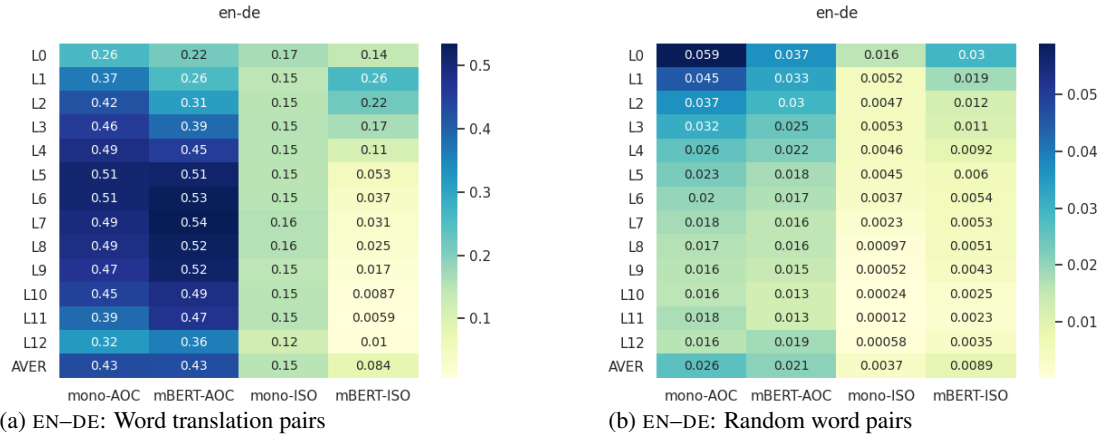 en-de
L0 0.26 0.22 0.17 0.14
L1 0.37 0.26 0.15 0.26
L2 0.42 0.31 0.15 0.22
L3 0.46 0.39 0.15 0.17
L4 0.49 0.45 0.15 0.11
L5 0.51 0.51 0.15 0.053
L6 0.51 0.53 0.15 0.037
L7 0.49 0.54 0.16 0.031
L8 0.49 0.52 0.16 0.025
L9 0.47 0.52 0.15 0.017
L10 0.45 0.49 0.15 0.0087
L11 0.39 0.47 0.15 0.0059
L12 0.32 0.36 0.12 0.01
AVER 0.43 0.43 0.15 0.084
mono-AOC mBERT-AOC mono-ISO mBERT-ISO
0.5
0.4
0.3
0.2
0.1
(a) EN–DE: Word translation pairs
en-de
L0 0.059 0.037 0.016 0.03
L1 0.045 0.033 0.0052 0.019
L2 0.037 0.03 0.0047 0.012
L3 0.032 0.025 0.0053 0.011
L4 0.026 0.022 0.0046 0.0092
L5 0.023 0.018 0.0045 0.006
L6 0.02 0.017 0.0037 0.0054
L7 0.018 0.016 0.0023 0.0053
L8 0.017 0.016 0.00097 0.0051
L9 0.016 0.015 0.00052 0.0043
L10 0.016 0.013 0.00024 0.0025
L11 0.018 0.013 0.00012 0.0023
L12 0.016 0.019 0.00058 0.0035
AVER 0.026 0.021 0.0037 0.0089
mono-AOC mBERT-AOC mono-ISO mBERT-ISO
0.05
0.04
0.03
0.02
0.01
(b) EN–DE: Random word pairs